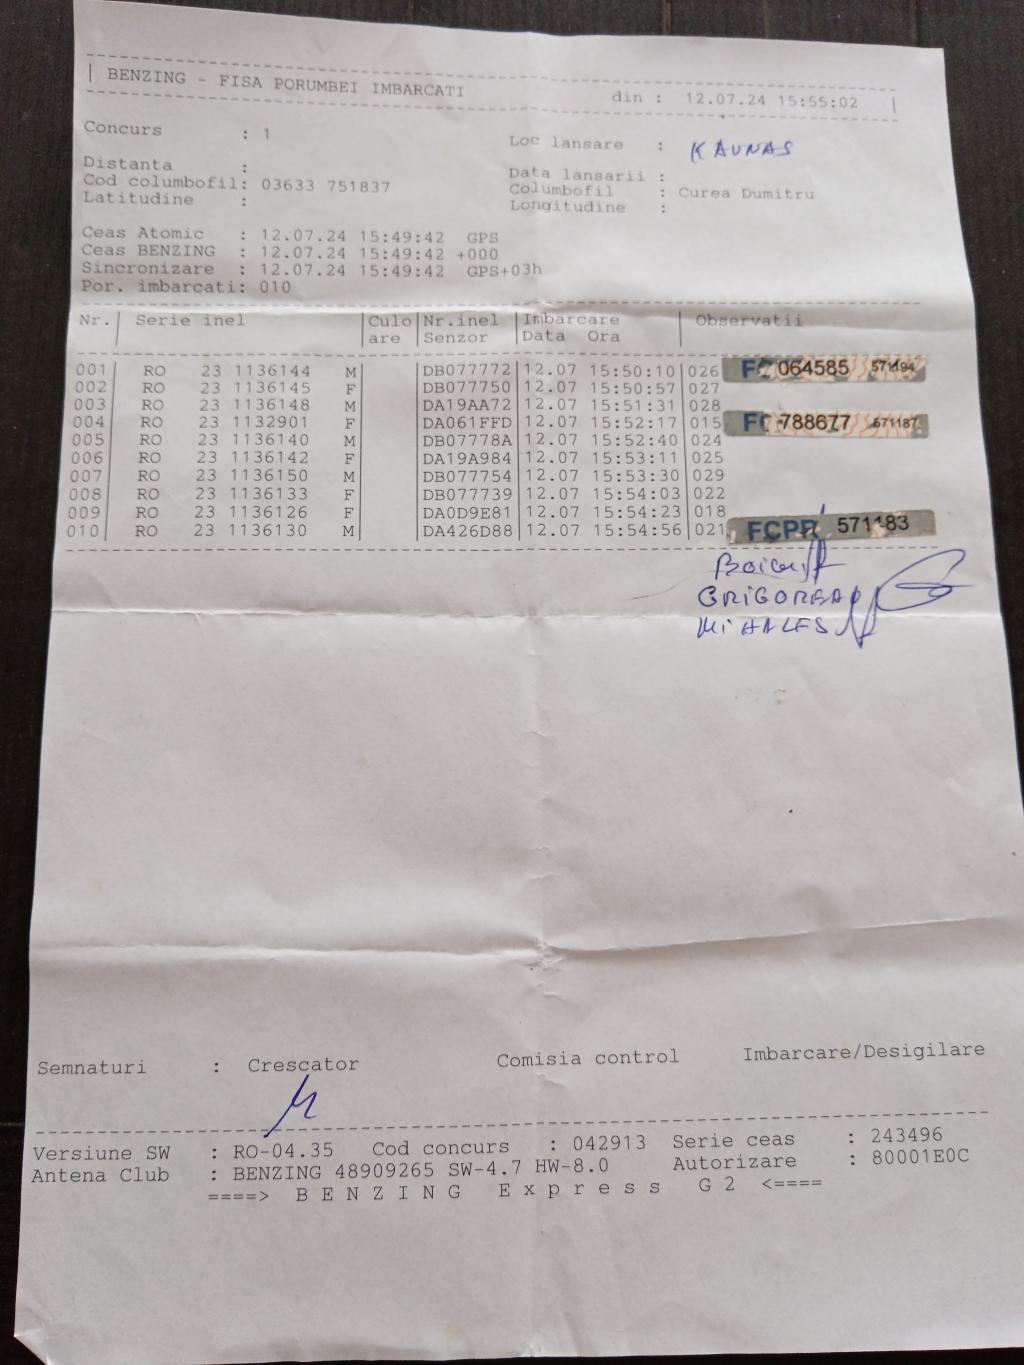 | BENZING - FISA PORUMBEI IMBARCATI din : 12.07.24 15:55:02 |
Concurs : 1 Loc lansare : KAUNAS
Distanta : Data lansarii :
Cod columbofil: 03633 751837 Columbofil : Curea Dumitru
Latitudine : Longitudine :
Ceas Atomic : 12.07.24 15:49:42 GPS
Ceas BENZING : 12.07.24 15:49:42 +000
Sincronizare : 12.07.24 15:49:42 GPS+03h
Por. imbarcati: 010
Nr.| Serie inel |Culo|Nr.inel |Imbarcare | Observatii
| |are |Senzor |Data Ora |
001| RO 23 1136144 M| |DB077772|12.07 15:50:10|026 FC 064585 571194
002| RO 23 1136145 F| |DB077750|12.07 15:50:57|027
003| RO 23 1136148 M| |DA19AA72|12.07 15:51:31|028
004| RO 23 1132901 F| |DA061FFD|12.07 15:52:17|015 FC 788677 571187
005| RO 23 1136140 M| |DB07778A|12.07 15:52:40|024
006| RO 23 1136142 F| |DA19A984|12.07 15:53:11|025
007| RO 23 1136150 M| |DB077754|12.07 15:53:30|029
008| RO 23 1136133 F| |DB077739|12.07 15:54:03|022
009| RO 23 1136126 F| |DA0D9E81|12.07 15:54:23|018
010| RO 23 1136130 M| |DA426D88|12.07 15:54:56|021 FCPR 571183
GRIGOREA
MIHALES
Semnaturi : Crescator Comisia control Imbarcare/Desigilare
Versiune SW : RO-04.35 Cod concurs : 042913 Serie ceas : 243496
Antena Club : BENZING 48909265 SW-4.7 HW-8.0 Autorizare : 80001E0C
====> B E N Z I N G E x p r e s s G 2 <====